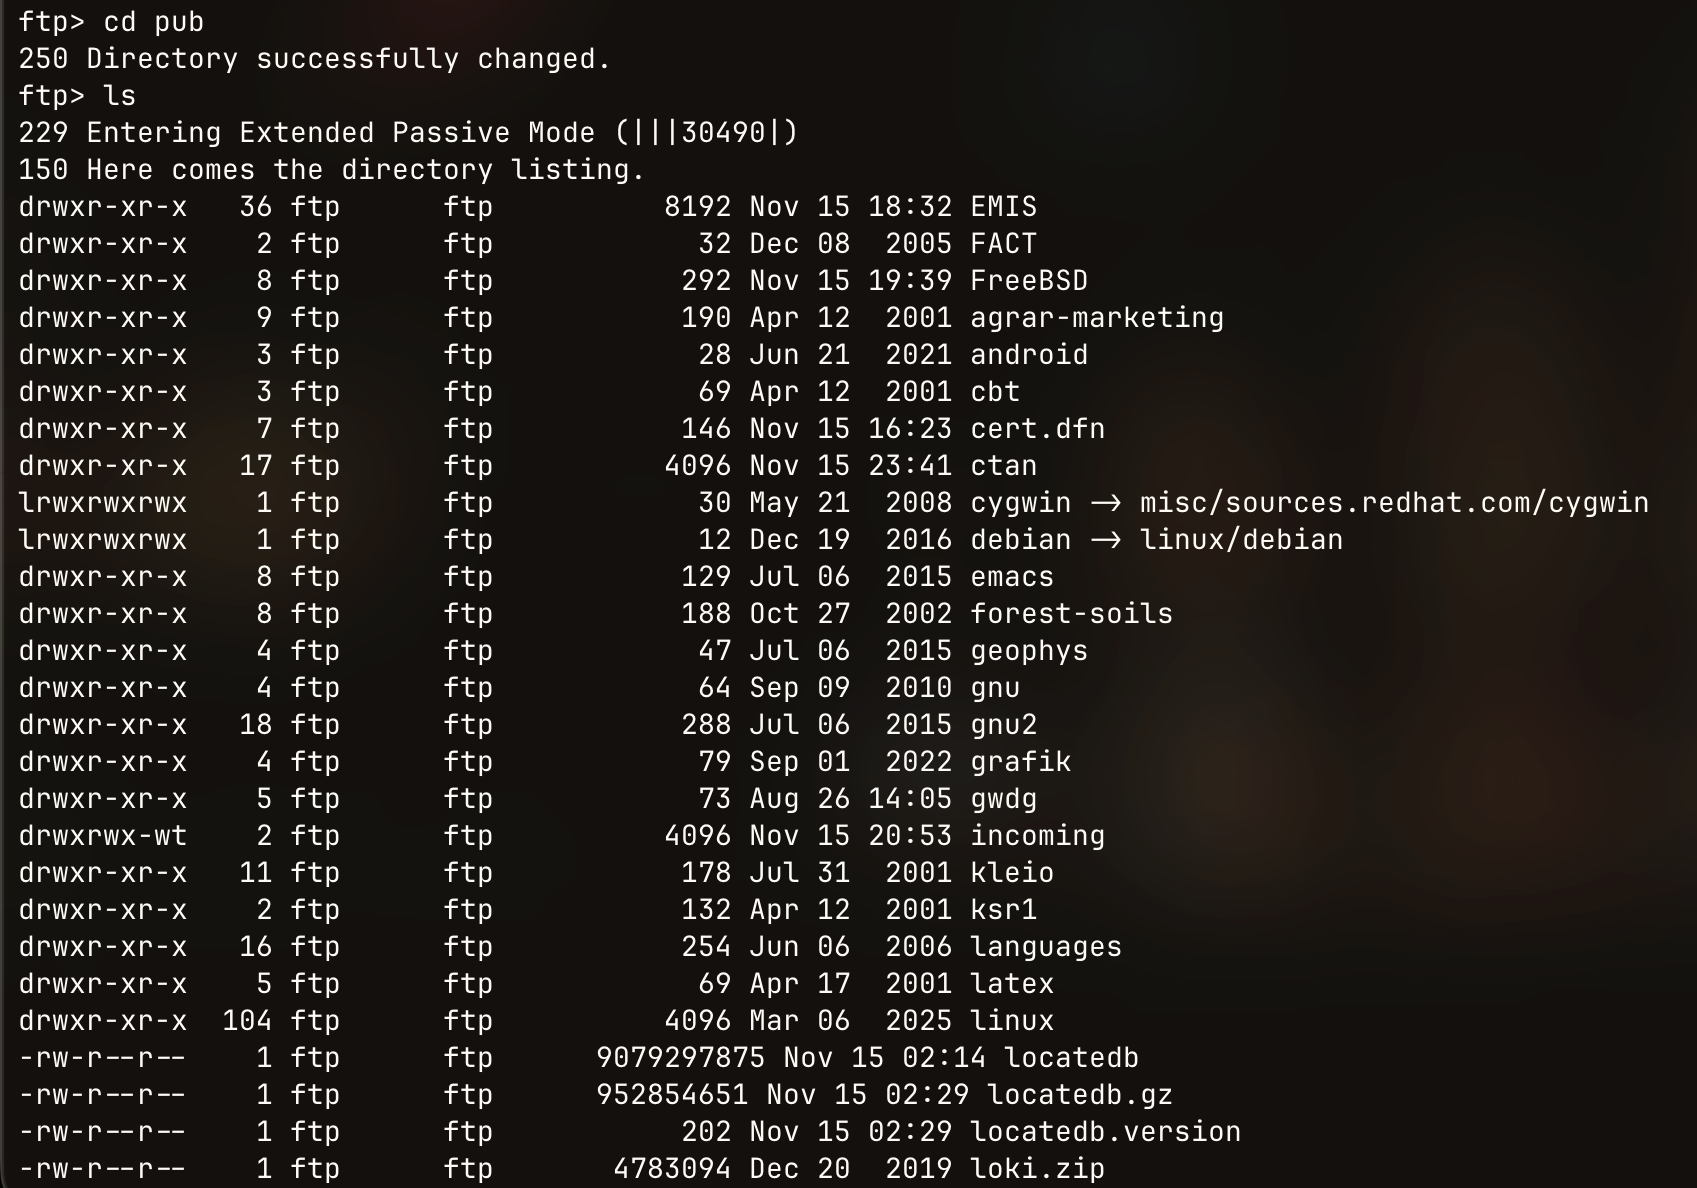 ftp> cd pub
250 Directory successfully changed.
ftp> ls
229 Entering Extended Passive Mode (|||30490|)
150 Here comes the directory listing.
drwxr-xr-x   36 ftp      ftp          8192 Nov 15 18:32 EMIS
drwxr-xr-x    2 ftp      ftp            32 Dec 08  2005 FACT
drwxr-xr-x    8 ftp      ftp           292 Nov 15 19:39 FreeBSD
drwxr-xr-x    9 ftp      ftp           190 Apr 12  2001 agrar-marketing
drwxr-xr-x    3 ftp      ftp            28 Jun 21  2021 android
drwxr-xr-x    3 ftp      ftp            69 Apr 12  2001 cbt
drwxr-xr-x    7 ftp      ftp           146 Nov 15 16:23 cert.dfn
drwxr-xr-x   17 ftp      ftp          4096 Nov 15 23:41 ctan
lrwxrwxrwx    1 ftp      ftp            30 May 21  2008 cygwin -> misc/sources.redhat.com/cygwin
lrwxrwxrwx    1 ftp      ftp            12 Dec 19  2016 debian -> linux/debian
drwxr-xr-x    8 ftp      ftp           129 Jul 06  2015 emacs
drwxr-xr-x    8 ftp      ftp           188 Oct 27  2002 forest-soils
drwxr-xr-x    4 ftp      ftp            47 Jul 06  2015 geophys
drwxr-xr-x    4 ftp      ftp            64 Sep 09  2010 gnu
drwxr-xr-x   18 ftp      ftp           288 Jul 06  2015 gnu2
drwxr-xr-x    4 ftp      ftp            79 Sep 01  2022 grafik
drwxr-xr-x    5 ftp      ftp            73 Aug 26 14:05 gwdg
drwxrwx-wt    2 ftp      ftp          4096 Nov 15 20:53 incoming
drwxr-xr-x   11 ftp      ftp           178 Jul 31  2001 kleio
drwxr-xr-x    2 ftp      ftp           132 Apr 12  2001 ksr1
drwxr-xr-x   16 ftp      ftp           254 Jun 06  2006 languages
drwxr-xr-x    5 ftp      ftp            69 Apr 17  2001 latex
drwxr-xr-x  104 ftp      ftp          4096 Mar 06  2025 linux
-rw-r--r--    1 ftp      ftp      9079297875 Nov 15 02:14 locatedb
-rw-r--r--    1 ftp      ftp      952854651 Nov 15 02:29 locatedb.gz
-rw-r--r--    1 ftp      ftp           202 Nov 15 02:29 locatedb.version
-rw-r--r--    1 ftp      ftp       4783094 Dec 20  2019 loki.zip